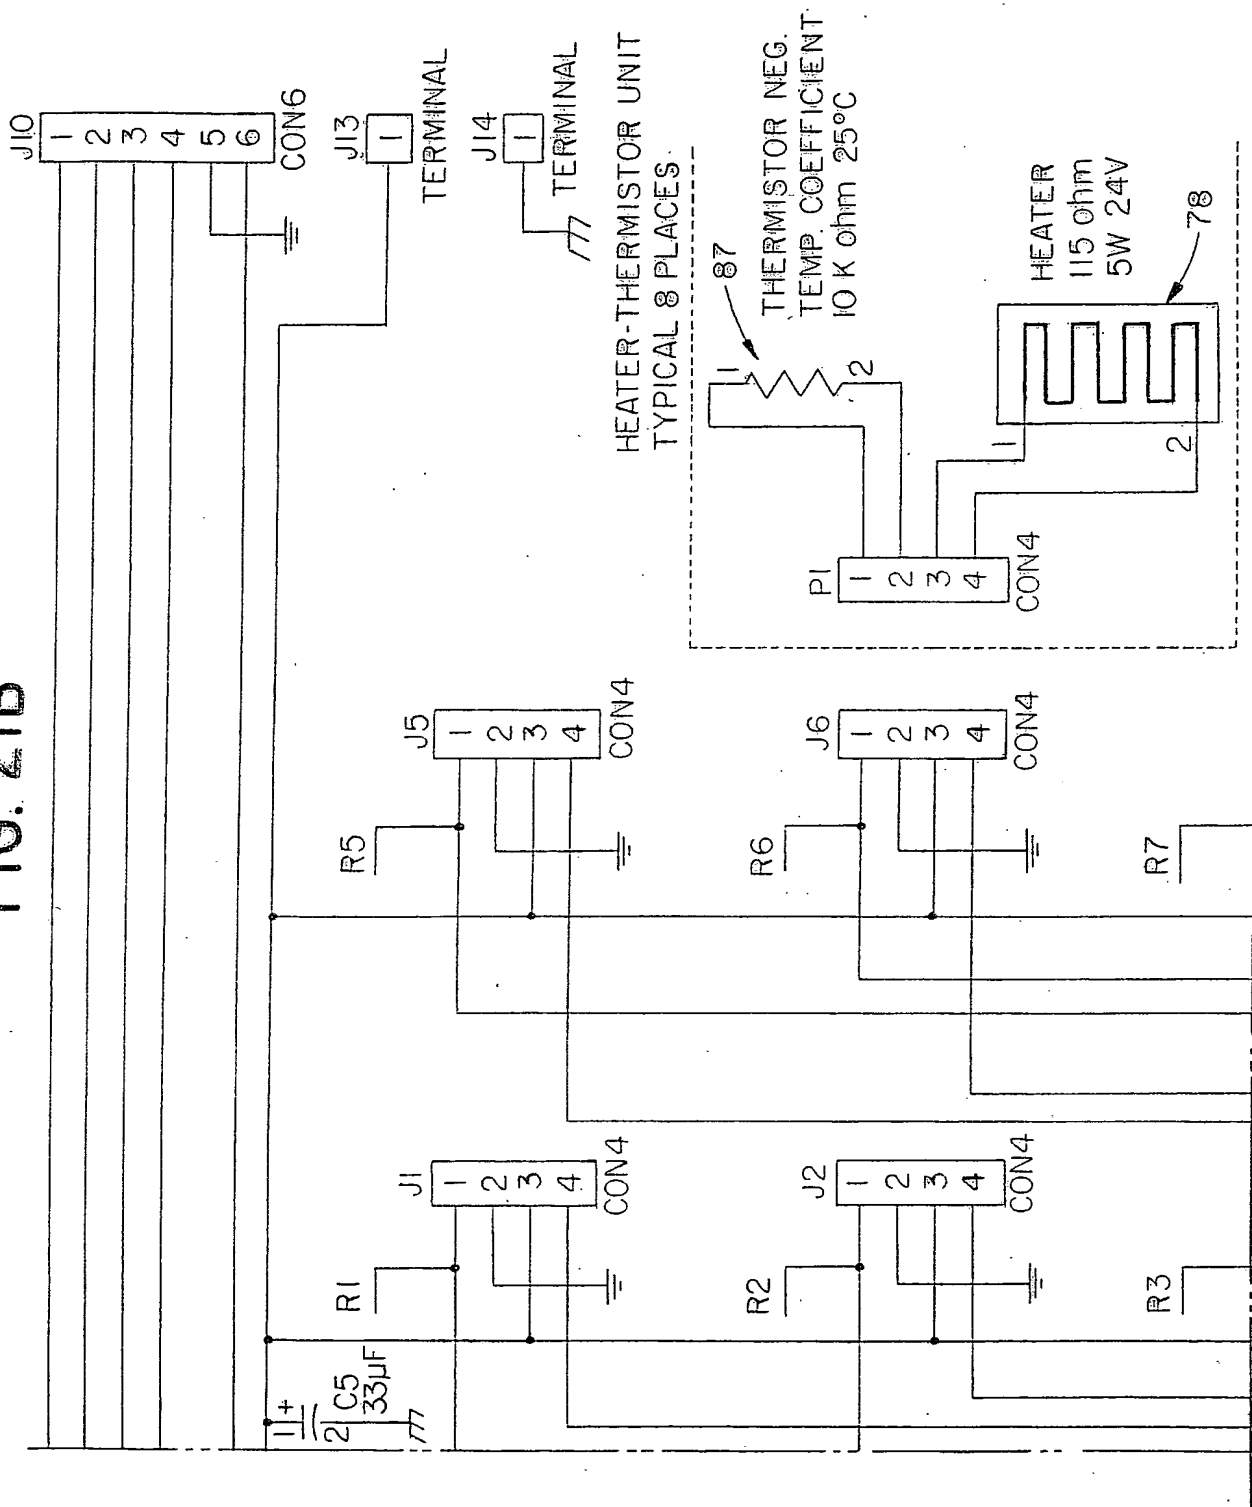 FIG. 21B
J10
1
2
3
4
5
6
CON6
J13
1
TERMINAL
J14
1
TERMINAL
HEATER-THERMISTOR UNIT
TYPICAL 8 PLACES
87
THERMISTOR NEG.
TEMP. COEFFICIENT
10 K ohm 25°C
1
2
HEATER
115 ohm
5W 24V
78
1
2
P1
1
2
3
4
CON4
J5
1
2
3
4
CON4
R5
J6
1
2
3
4
CON4
R6
R7
J1
1
2
3
4
CON4
R1
J2
1
2
3
4
CON4
R2
R3
1 +
2
C5
33µF